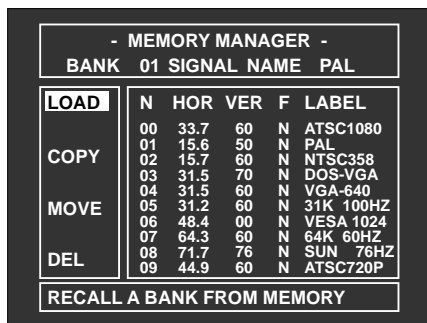 - MEMORY MANAGER -
BANK 01 SIGNAL NAME PAL
LOAD
COPY
MOVE
DEL
N HOR VER F LABEL
00 33.7 60 N ATSC1080
01 15.6 50 N PAL
02 15.7 60 N NTSC358
03 31.5 70 N DOS-VGA
04 31.5 60 N VGA-640
05 31.2 60 N 31K 100HZ
06 48.4 00 N VESA 1024
07 64.3 60 N 64K 60HZ
08 71.7 76 N SUN 76HZ
09 44.9 60 N ATSC720P
RECALL A BANK FROM MEMORY